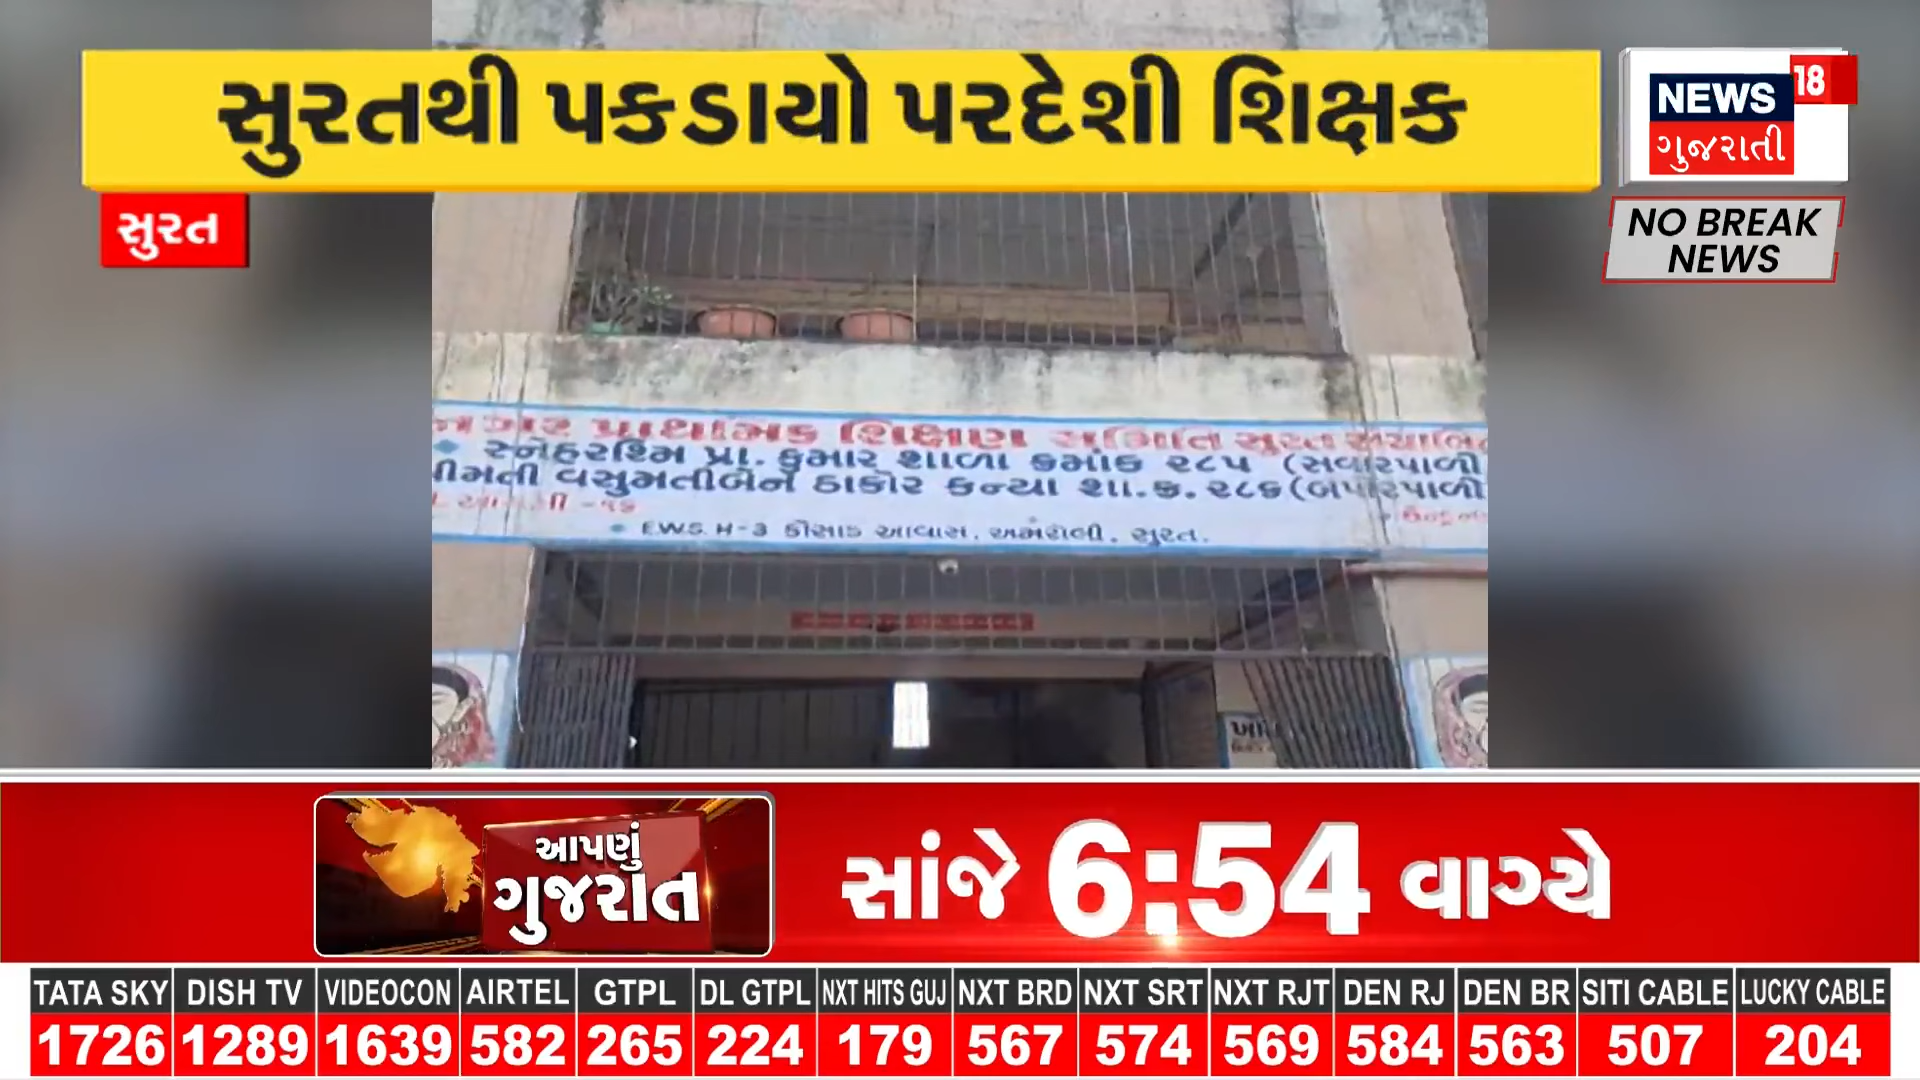 સુરતથી પકડાયો પરદેશી શિક્ષક
NEWS 18
ગુજરાતી
NO BREAK
NEWS
સુરત
નગર પ્રાથમિક શિક્ષણ સમિતિ સુરત સંચાલિત
સ્નેહરશ્મિ પ્રા. કુમાર શાળા ક્રમાંક ૨૮૫ (સવારપાળી
શ્રીમતી વસુમતીબેન ઠાકોર કન્યા શા.ક્ર.૨૮૬(બપોરપાળી
E.W.S. H-3 કોસાડ આવાસ, અમરોલી, સુરત.
આપણું
ગુજરાત
સાંજે 6:54 વાગ્યે
TATA SKY DISH TV VIDEOCON AIRTEL GTPL DL GTPL NXT HITS GUJ NXT BRD NXT SRT NXT RJT DEN RJ DEN BR SITI CABLE LUCKY CABLE
1726 1289 1639 582 265 224 179 567 574 569 584 563 507 204